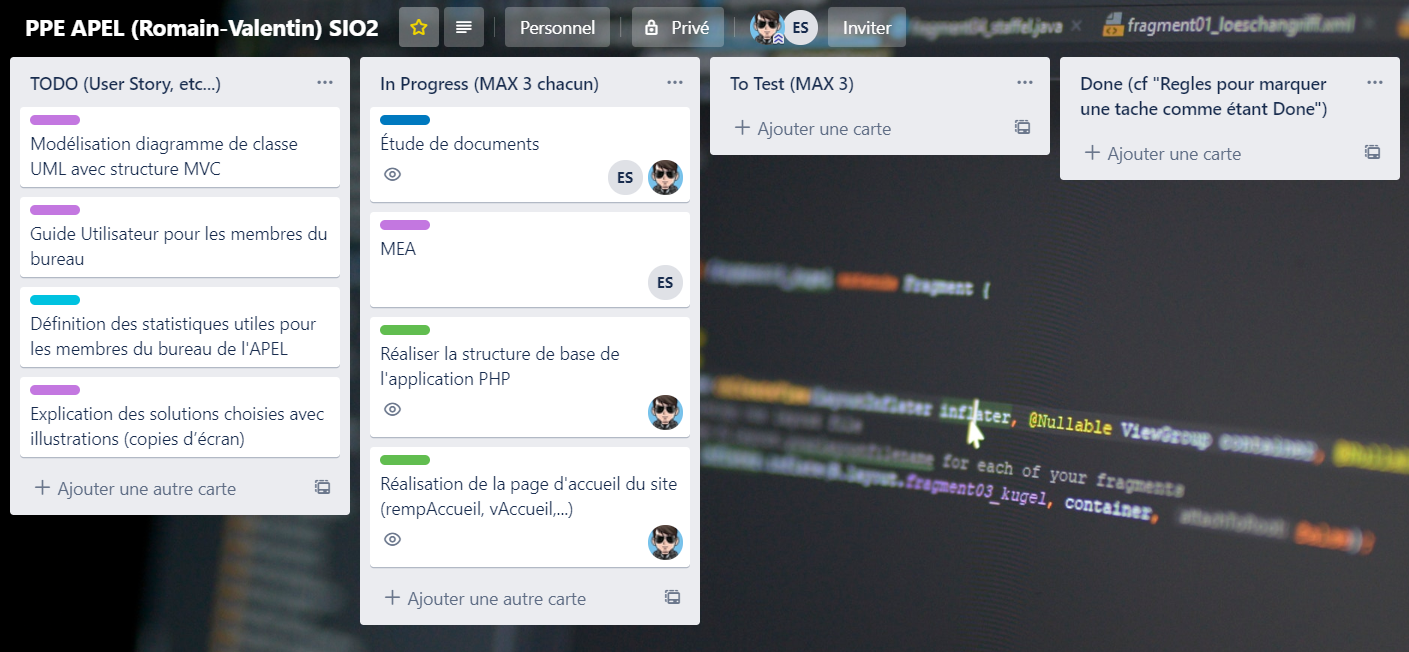 PPE APEL (Romain-Valentin) SIO2
Personnel
Privé
ES
Inviter
fragment04_staffel.java
fragment01_loeschangriff.xml
TODO (User Story, etc...)
Modélisation diagramme de classe
UML avec structure MVC
Guide Utilisateur pour les membres du
bureau
Définition des statistiques utiles pour
les membres du bureau de l'APEL
Explication des solutions choisies avec
illustrations (copies d'écran)
Ajouter une autre carte
In Progress (MAX 3 chacun)
Étude de documents
ES
MEA
ES
Réaliser la structure de base de
l'application PHP
Réalisation de la page d'accueil du site
(rempAccueil, vAccueil,...)
Ajouter une autre carte
To Test (MAX 3)
Ajouter une carte
Done (cf "Regles pour marquer
une tache comme étant Done")
Ajouter une carte
extends Fragment {
inflater, @Nullable ViewGroup container,
for each of your fragments
fragment03_kugel, container,